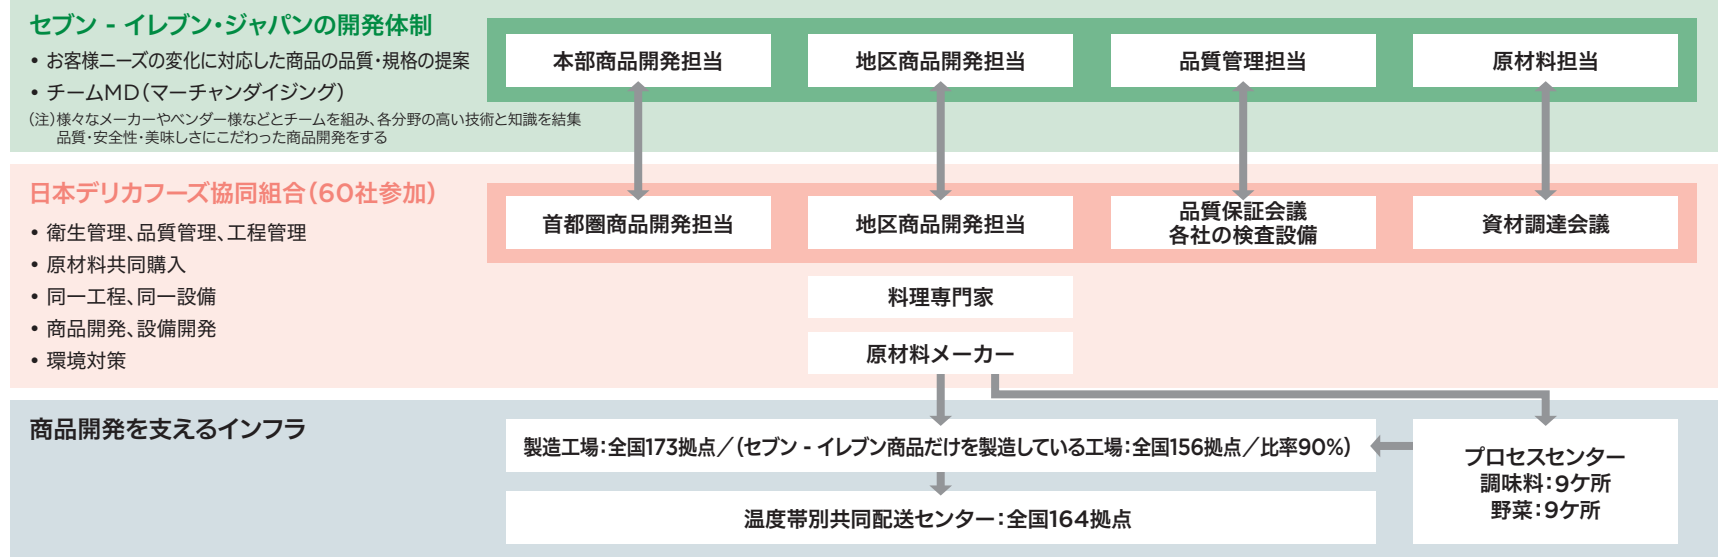 セブン - イレブン・ジャパンの開発体制
• お客様ニーズの変化に対応した商品の品質・規格の提案
• チームMD(マーチャンダイジング)
(注)様々なメーカーやベンダー様などとチームを組み、各分野の高い技術と知識を結集
品質・安全性・美味しさにこだわった商品開発をする
本部商品開発担当
地区商品開発担当
品質管理担当
原材料担当
日本デリカフーズ協同組合(60社参加)
• 衛生管理、品質管理、工程管理
• 原材料共同購入
• 同一工程、同一設備
• 商品開発、設備開発
• 環境対策
首都圏商品開発担当
地区商品開発担当
品質保証会議
各社の検査設備
資材調達会議
料理専門家
原材料メーカー
商品開発を支えるインフラ
製造工場:全国173拠点/(セブン - イレブン商品だけを製造している工場:全国156拠点/比率90%)
温度帯別共同配送センター:全国164拠点
プロセスセンター
調味料:9ケ所
野菜:9ケ所